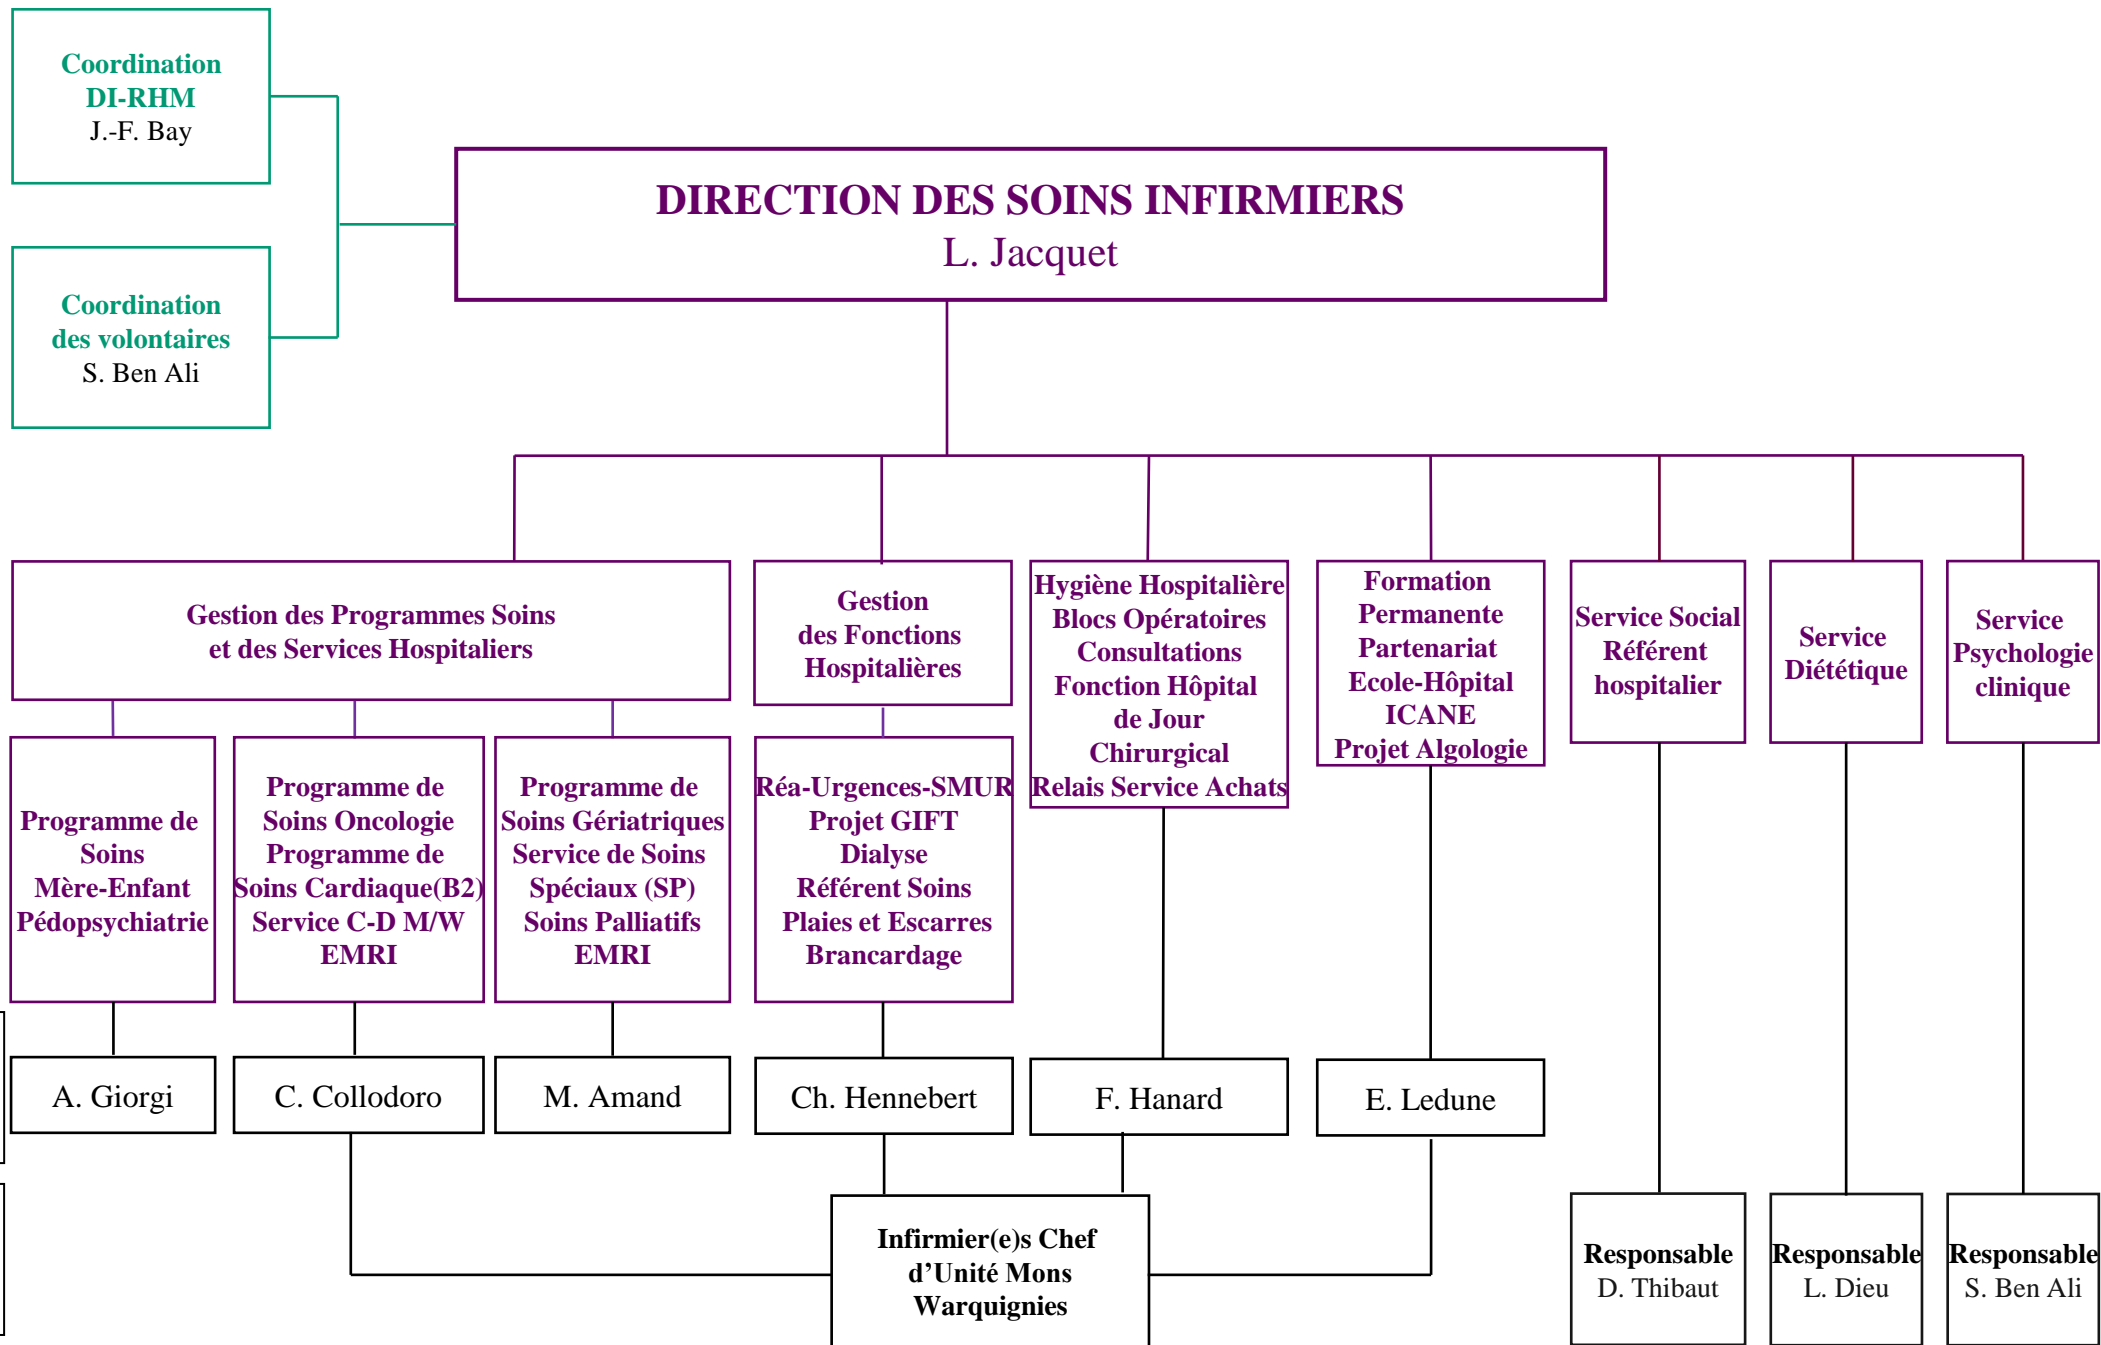 Coordination
DI-RHM
J.-F. Bay
DIRECTION DES SOINS INFIRMIERS
L. Jacquet
Coordination
des volontaires
S. Ben Ali
Gestion des Programmes Soins
et des Services Hospitaliers
Gestion
des Fonctions
Hospitalières
Hygiène Hospitalière
Blocs Opératoires
Consultations
Fonction Hôpital
de Jour
Chirurgical
Relais Service Achats
Formation
Permanente
Partenariat
Ecole-Hôpital
ICANE
Projet Algologie
Service Social
Référent
hospitalier
Service
Diététique
Service
Psychologie
clinique
Programme de
Soins
Mère-Enfant
Pédopsychiatrie
Programme de
Soins Oncologie
Programme de
Soins Cardiaque(B2)
Service C-D M/W
EMRI
Programme de
Soins Gériatriques
Service de Soins
Spéciaux (SP)
Soins Palliatifs
EMRI
Réa-Urgences-SMUR
Projet GIFT
Dialyse
Référent Soins
Plaies et Escarres
Brancardage
A. Giorgi
C. Collodoro
M. Amand
Ch. Hennebert
F. Hanard
E. Ledune
Infirmier(e)s Chef
d’Unité Mons
Warquignies
Responsable
D. Thibaut
Responsable
L. Dieu
Responsable
S. Ben Ali